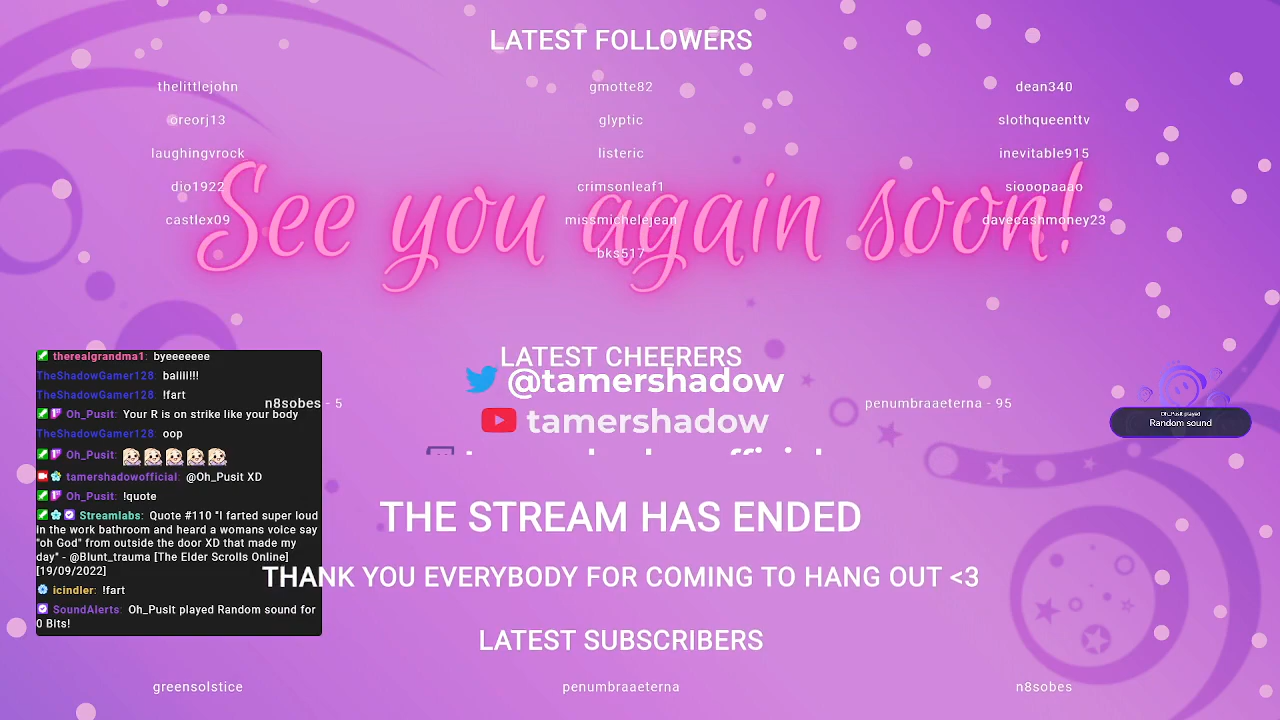 LATEST FOLLOWERS
thelittlejohn gmotte82 dean340
oreorj13 glyptic slothqueenttv
laughingvrock listeric inevitable915
dio1922 crimsonleaf1 siooopaaao
castlex09 missmichelejean davecashmoney23
bks517
See you again soon!
LATEST CHEERERS
@tamershadow
tamershadow
n8sobes - 5 penumbraaeterna - 95
therealgrandma1: byeeeeeee
TheShadowGamer128: baiiii!!!
TheShadowGamer128: !fart
Oh_Pusit: Your R is on strike like your body
TheShadowGamer128: oop
Oh_Pusit:
tamershadowofficial: @Oh_Pusit XD
Oh_Pusit: !quote
Streamlabs: Quote #110 "I farted super loud
in the work bathroom and heard a womans voice say
"oh God" from outside the door XD that made my
day" - @Blunt_trauma [The Elder Scrolls Online]
[19/09/2022]
icindler: !fart
SoundAlerts: Oh_Pusit played Random sound for
0 Bits!
Oh_Pusit played
Random sound
THE STREAM HAS ENDED
THANK YOU EVERYBODY FOR COMING TO HANG OUT <3
LATEST SUBSCRIBERS
greensolstice penumbraaeterna n8sobes